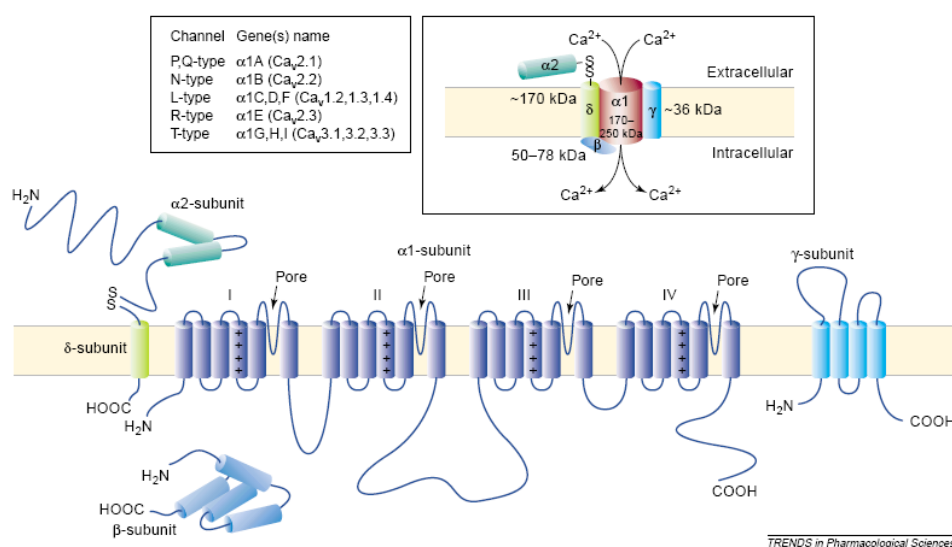 Channel Gene(s) name
P,Q-type α1A (Caᵥ2.1)
N-type α1B (Caᵥ2.2)
L-type α1C,D,F (Caᵥ1.2,1.3,1.4)
R-type α1E (Caᵥ2.3)
T-type α1G,H,I (Caᵥ3.1,3.2,3.3)
Ca²⁺ Ca²⁺
α2
S
S
Extracellular
~170 kDa
δ
α1
γ
~36 kDa
170–
250 kDa
β
50–78 kDa
Intracellular
Ca²⁺ Ca²⁺
H₂N
α2-subunit
α1-subunit
γ-subunit
S
S
I
Pore
II
Pore
III
Pore
IV
Pore
δ-subunit
+ + + +
+ + + +
+ + + +
+ + + +
HOOC
H₂N
H₂N
COOH
H₂N
HOOC
β-subunit
COOH
TRENDS in Pharmacological Sciences